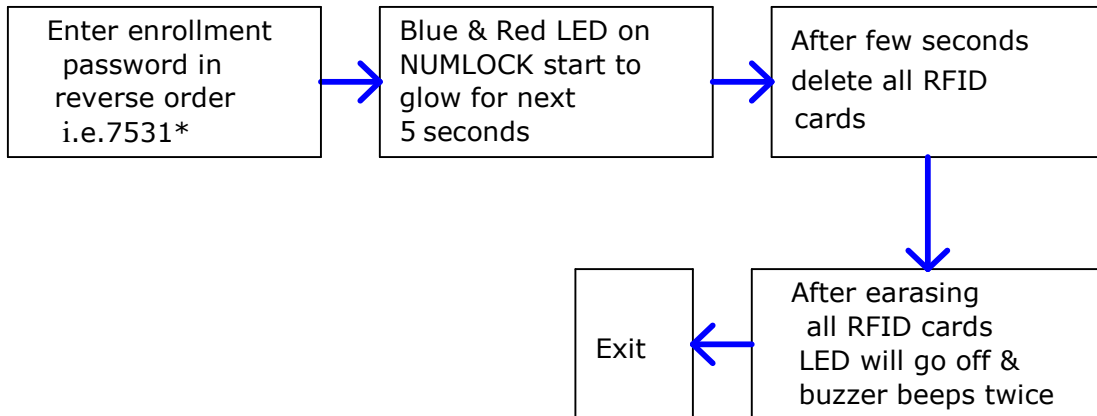 Enter enrollment
password in
reverse order
i.e.7531*
Blue & Red LED on
NUMLOCK start to
glow for next
5 seconds
After few seconds
delete all RFID
cards
After earasing
all RFID cards
LED will go off &
buzzer beeps twice
Exit